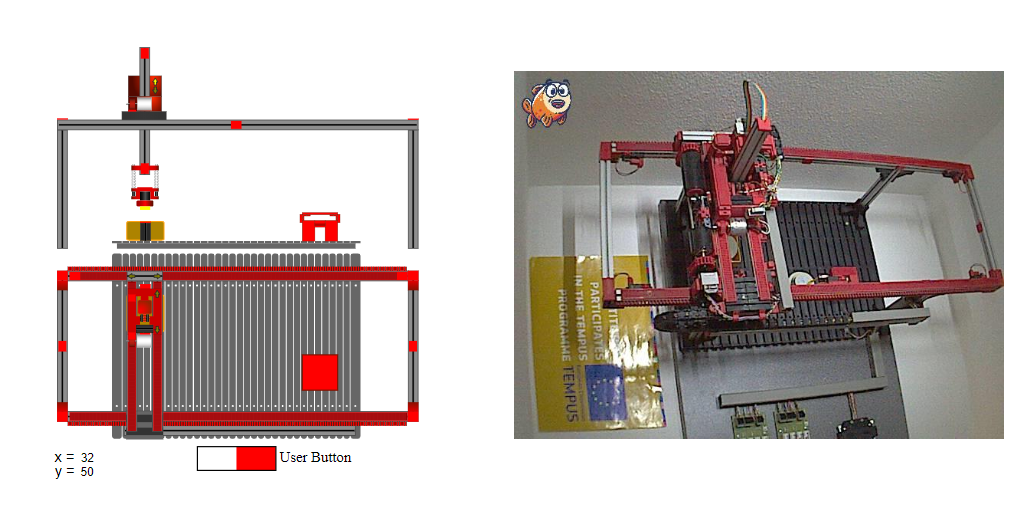 x = 32
y = 50
User Button
PARTICIPATES
IN THE TEMPUS
PROGRAMME TEMPUS